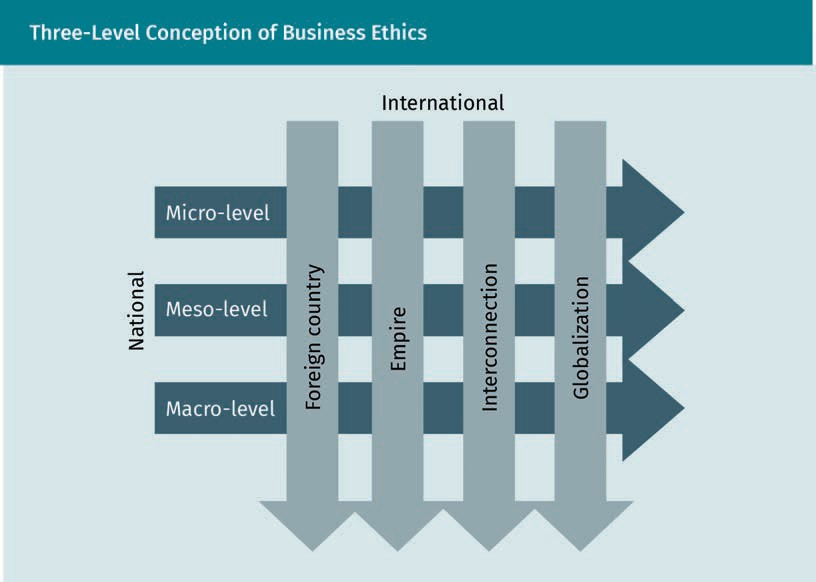 Three-Level Conception of Business Ethics
International
National
Micro-level
Meso-level
Macro-level
Foreign country
Empire
Interconnection
Globalization